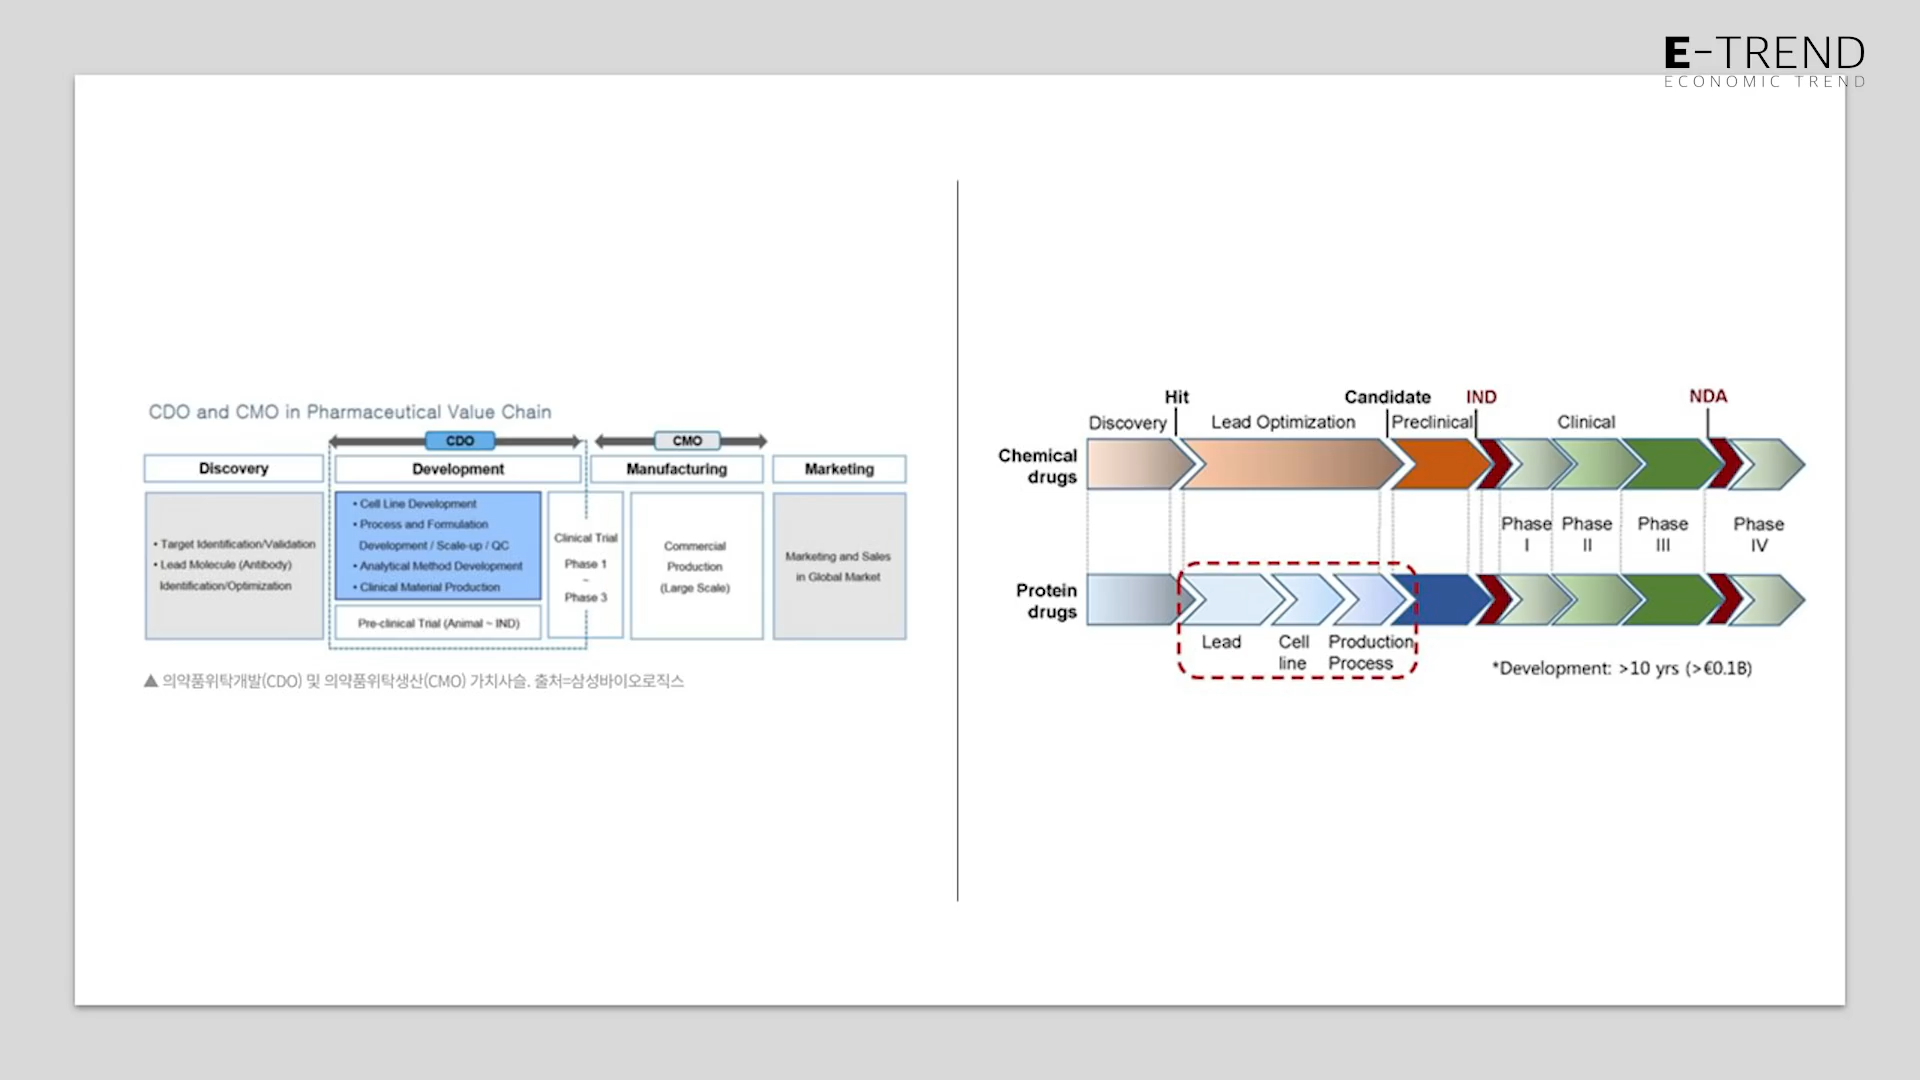 E-TREND
ECONOMIC TREND
CDO and CMO in Pharmaceutical Value Chain
CDO
CMO
Discovery
Development
Manufacturing
Marketing
• Target Identification/Validation
• Lead Molecule (Antibody)
Identification/Optimization
• Cell Line Development
• Process and Formulation
Development / Scale-up / QC
• Analytical Method Development
• Clinical Material Production
Pre-clinical Trial (Animal ~ IND)
Clinical Trial
Phase 1
~
Phase 3
Commercial
Production
(Large Scale)
Marketing and Sales
in Global Market
▲ 의약품위탁개발(CDO) 및 의약품위탁생산(CMO) 가치사슬. 출처=삼성바이오로직스
Hit
Candidate
IND
NDA
Discovery
Lead Optimization
Preclinical
Clinical
Chemical
drugs
Phase
I
Phase
II
Phase
III
Phase
IV
Protein
drugs
Lead
Cell
line
Production
Process
*Development: >10 yrs (>€0.1B)